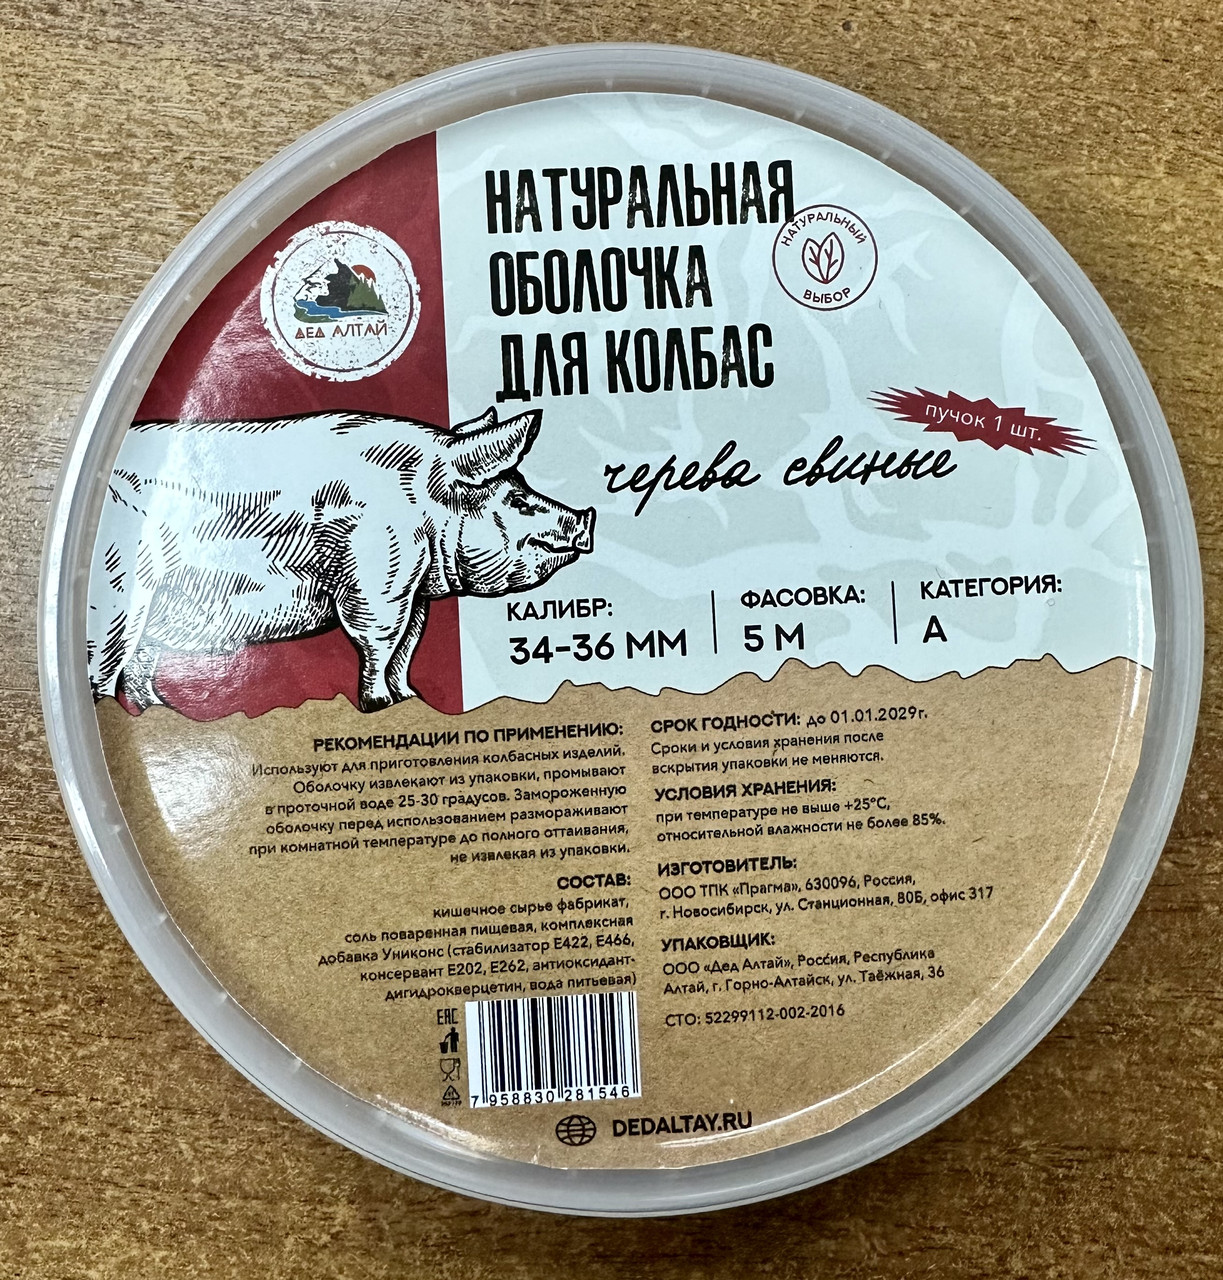 НАТУРАЛЬНАЯ
ОБОЛОЧКА
ДЛЯ КОЛБАС
НАТУРАЛЬНЫЙ
ВЫБОР
ДЕД АЛТАЙ
пучок 1 шт.
черева свиные
КАЛИБР:
34-36 ММ
ФАСОВКА:
5 М
КАТЕГОРИЯ:
А
РЕКОМЕНДАЦИИ ПО ПРИМЕНЕНИЮ:
Используют для приготовления колбасных изделий.
Оболочку извлекают из упаковки, промывают
в проточной воде 25-30 градусов. Замороженную
оболочку перед использованием размораживают
при комнатной температуре до полного оттаивания,
не извлекая из упаковки.
СОСТАВ:
кишечное сырье фабрикат,
соль поваренная пищевая, комплексная
добавка Униконс (стабилизатор Е422, Е466,
консервант Е202, Е262, антиоксидант-
дигидрокверцетин, вода питьевая)
СРОК ГОДНОСТИ: до 01.01.2029г.
Сроки и условия хранения после
вскрытия упаковки не меняются.
УСЛОВИЯ ХРАНЕНИЯ:
при температуре не выше +25°С,
относительной влажности не более 85%.
ИЗГОТОВИТЕЛЬ:
ООО ТПК «Прагма», 630096, Россия,
г. Новосибирск, ул. Станционная, 80Б, офис 317
УПАКОВЩИК:
ООО «Дед Алтай», Россия, Республика
Алтай, г. Горно-Алтайск, ул. Таёжная, 36
СТО: 52299112-002-2016
EAC
7 958830 281546
DEDALTAY.RU